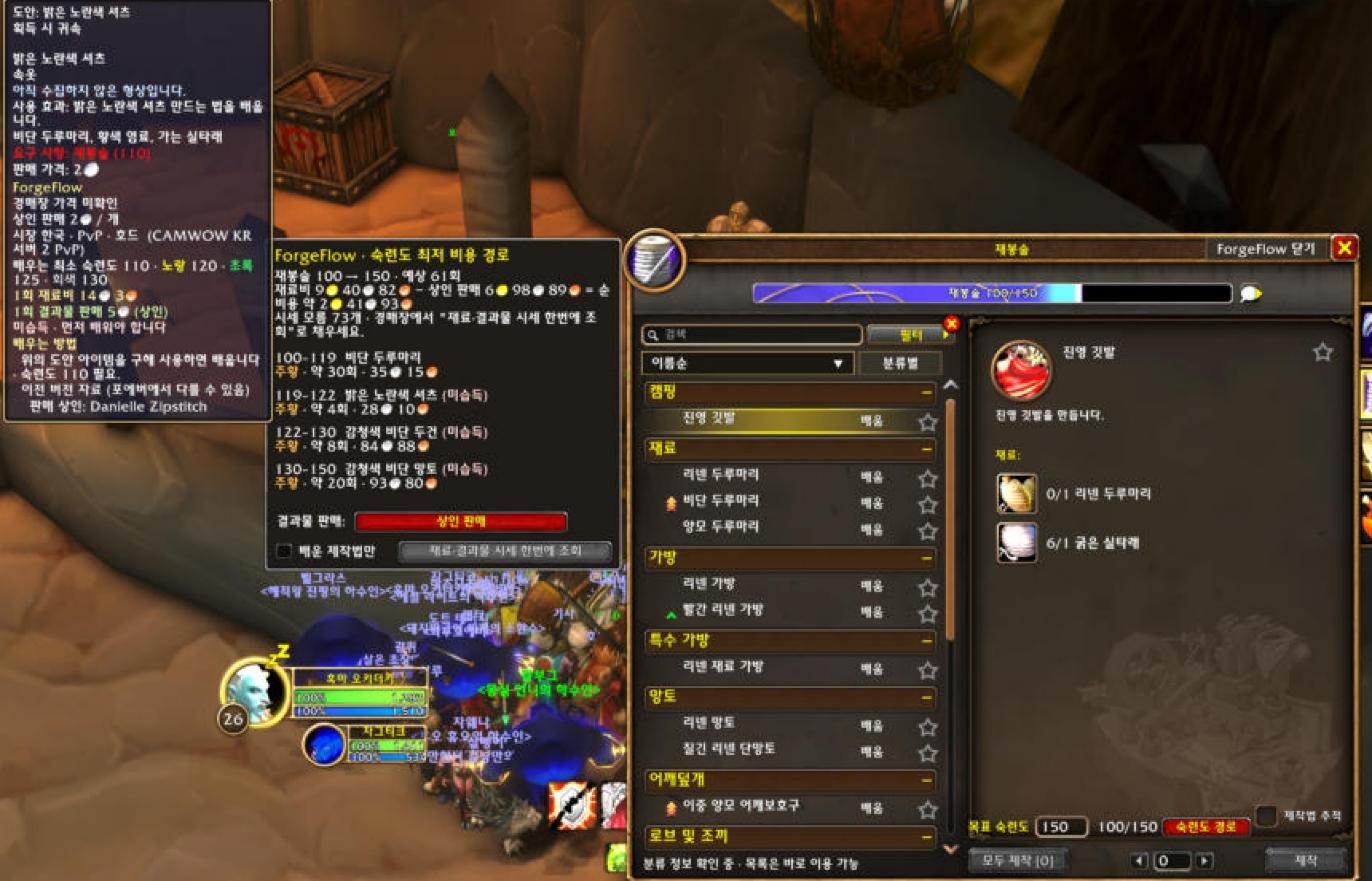 도안: 밝은 노란색 셔츠
획득 시 귀속
밝은 노란색 셔츠
속옷
아직 수집하지 않은 형상입니다.
사용 효과: 밝은 노란색 셔츠 만드는 법을 배웁
니다.
비단 두루마리, 황색 염료, 가는 실타래
요구 사항: 재봉술 (110)
판매 가격: 2
ForgeFlow
경매장 가격 미확인
상인 판매 2 / 개
시장 한국 · PvP · 호드 (CAMWOW KR
서버 2 PvP)
배우는 최소 숙련도 110 · 노랑 120 · 초록
125 · 회색 130
1회 재료비 14 3
1회 결과물 판매 5 (상인)
미습득 · 먼저 배워야 합니다
배우는 방법
위의 도안 아이템을 구해 사용하면 배웁니다
· 숙련도 110 필요.
이전 버전 자료 (포에버에서 다를 수 있음)
판매 상인: Danielle Zipstitch
ForgeFlow · 숙련도 최저 비용 경로
재봉술 100 → 150 · 예상 61회
재료비 9 40 82 - 상인 판매 6 98 89 = 순
비용 약 2 41 93
시세 모름 73개 · 경매장에서 "재료·결과물 시세 한번에 조
회"로 채우세요.
100-119 비단 두루마리
주황 · 약 30회 · 35 15
119-122 밝은 노란색 셔츠 (미습득)
주황 · 약 4회 · 28 10
122-130 감청색 비단 두건 (미습득)
주황 · 약 8회 · 84 88
130-150 감청색 비단 망토 (미습득)
주황 · 약 20회 · 93 80
결과물 판매: 상인 판매
배운 제작법만 재료·결과물 시세 한번에 조회
재봉술
ForgeFlow 닫기
재봉술 100/150
검색
필터
이름순
분류별
캠핑
진영 깃발 배움
재료
리넨 두루마리 배움
비단 두루마리 배움
양모 두루마리 배움
가방
리넨 가방 배움
빨간 리넨 가방 배움
특수 가방
리넨 재료 가방 배움
망토
리넨 망토 배움
질긴 리넨 단망토 배움
어깨덮개
이중 양모 어깨보호구 배움
로브 및 조끼
분류 정보 확인 중 · 목록은 바로 이용 가능
진영 깃발
진영 깃발을 만듭니다.
재료:
0/1 리넨 두루마리
6/1 굵은 실타래
제작법 추적
목표 숙련도 150 100/150 숙련도 경로
모두 제작 [0]
0
제작
흑마 오키더키
100%
100%
26
자그티크
100%
100%